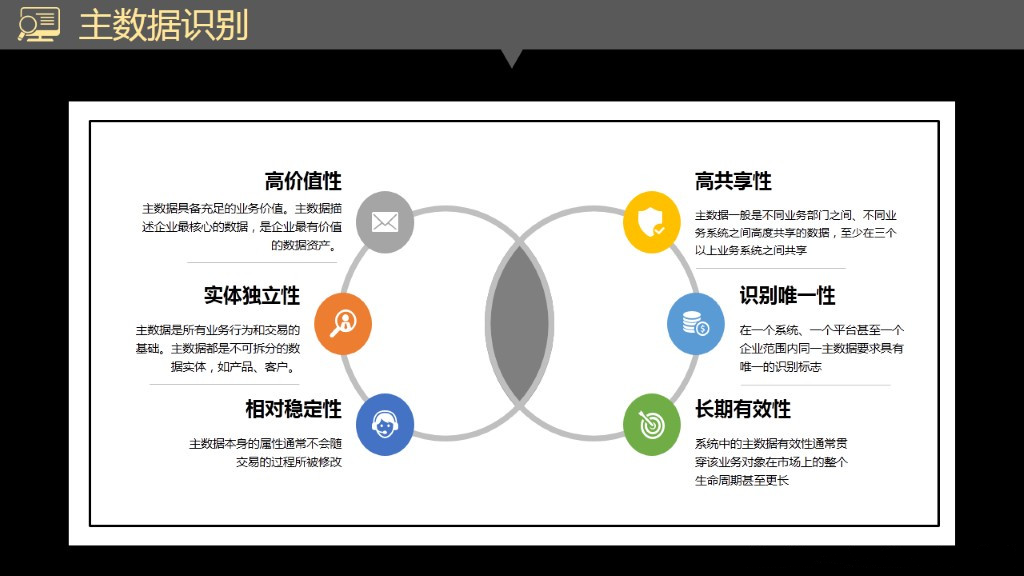 主数据识别
高价值性
主数据具备充足的业务价值。主数据描
述企业最核心的数据，是企业最有价值
的数据资产。
实体独立性
主数据是所有业务行为和交易的
基础。主数据都是不可拆分的数
据实体，如产品、客户。
相对稳定性
主数据本身的属性通常不会随
交易的过程所被修改
高共享性
主数据一般是不同业务部门之间、不同业
务系统之间高度共享的数据，至少在三个
以上业务系统之间共享
识别唯一性
在一个系统、一个平台甚至一个
企业范围内同一主数据要求具有
唯一的识别标志
长期有效性
系统中的主数据有效性通常贯
穿该业务对象在市场上的整个
生命周期甚至更长